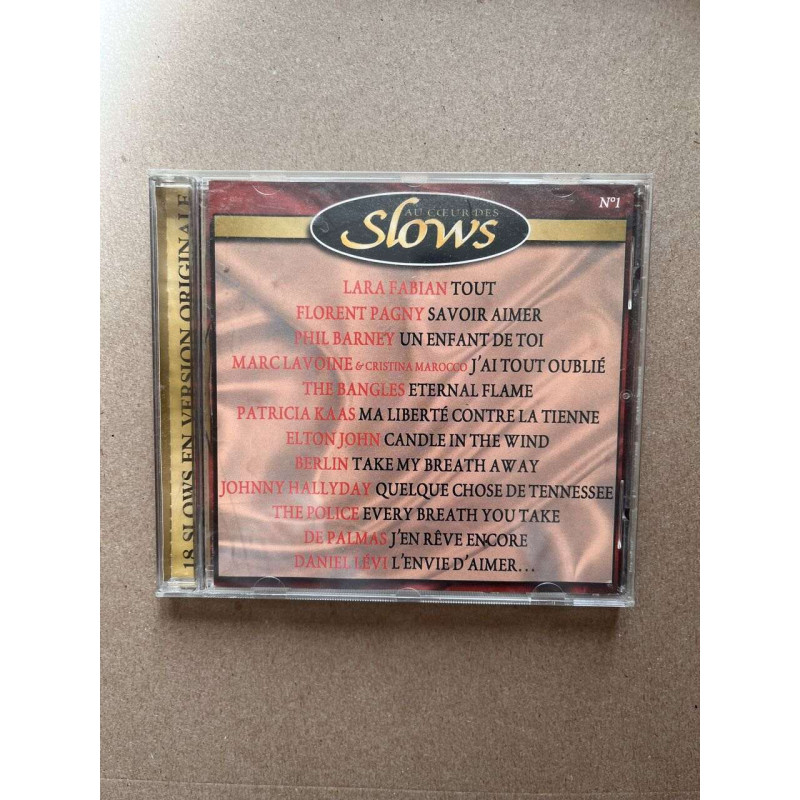 18 SLOWS EN VERSION ORIGINALE
N°1
AU CŒUR DES
Slows
LARA FABIAN TOUT
FLORENT PAGNY SAVOIR AIMER
PHIL BARNEY UN ENFANT DE TOI
MARC LAVOINE & CRISTINA MAROCCO J'AI TOUT OUBLIÉ
THE BANGLES ETERNAL FLAME
PATRICIA KAAS MA LIBERTÉ CONTRE LA TIENNE
ELTON JOHN CANDLE IN THE WIND
BERLIN TAKE MY BREATH AWAY
JOHNNY HALLYDAY QUELQUE CHOSE DE TENNESSEE
THE POLICE EVERY BREATH YOU TAKE
DE PALMAS J'EN RÊVE ENCORE
DANIEL LÉVI L'ENVIE D'AIMER...